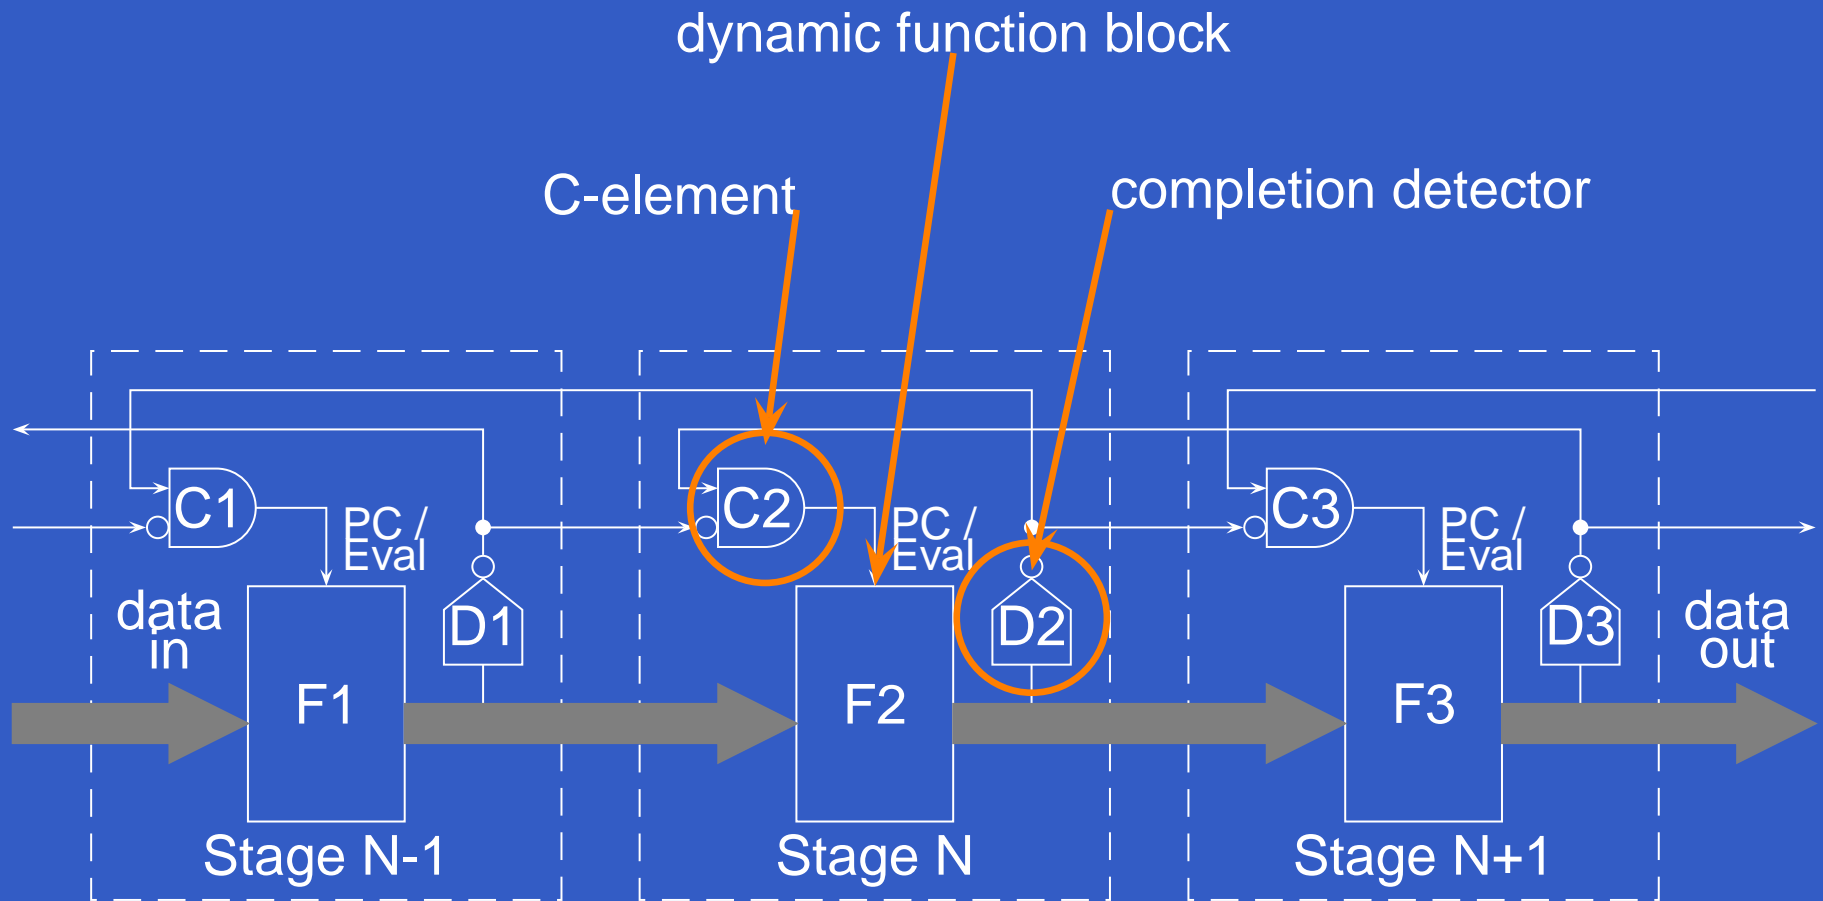 dynamic function block
C-element
completion detector
C1
PC /
Eval
C2
PC /
Eval
C3
PC /
Eval
data
in
D1
D2
D3
data
out
F1
F2
F3
Stage N-1
Stage N
Stage N+1